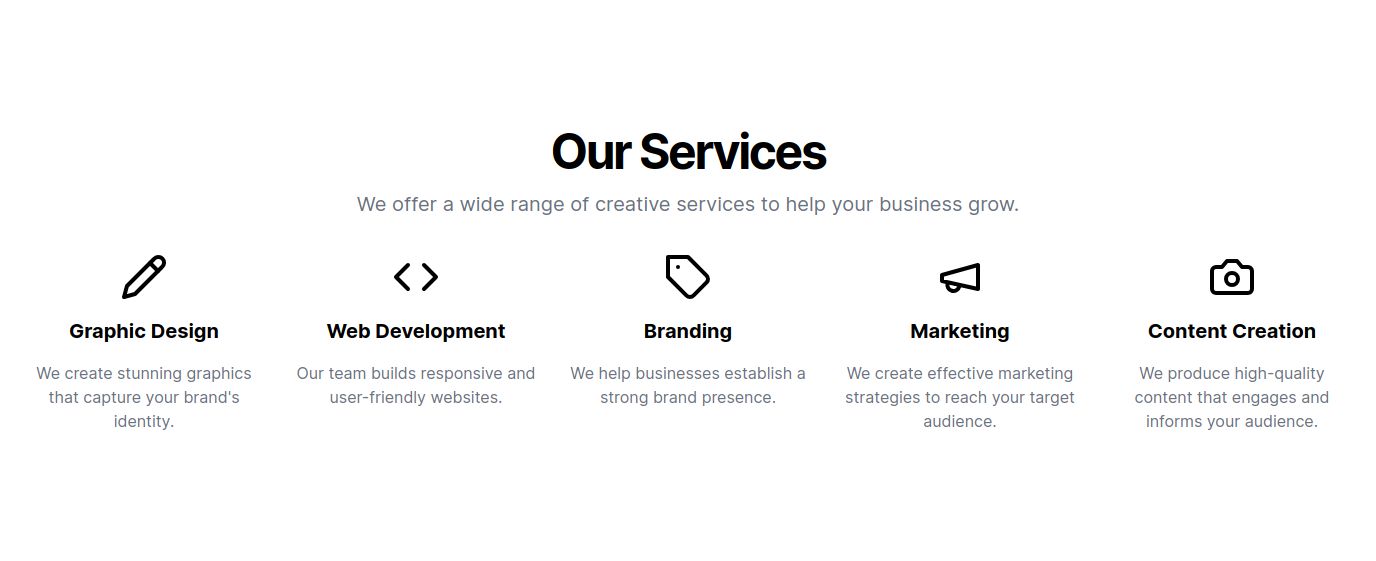 Our Services
We offer a wide range of creative services to help your business grow.
Graphic Design
We create stunning graphics
that capture your brand's
identity.
Web Development
Our team builds responsive and
user-friendly websites.
Branding
We help businesses establish a
strong brand presence.
Marketing
We create effective marketing
strategies to reach your target
audience.
Content Creation
We produce high-quality
content that engages and
informs your audience.